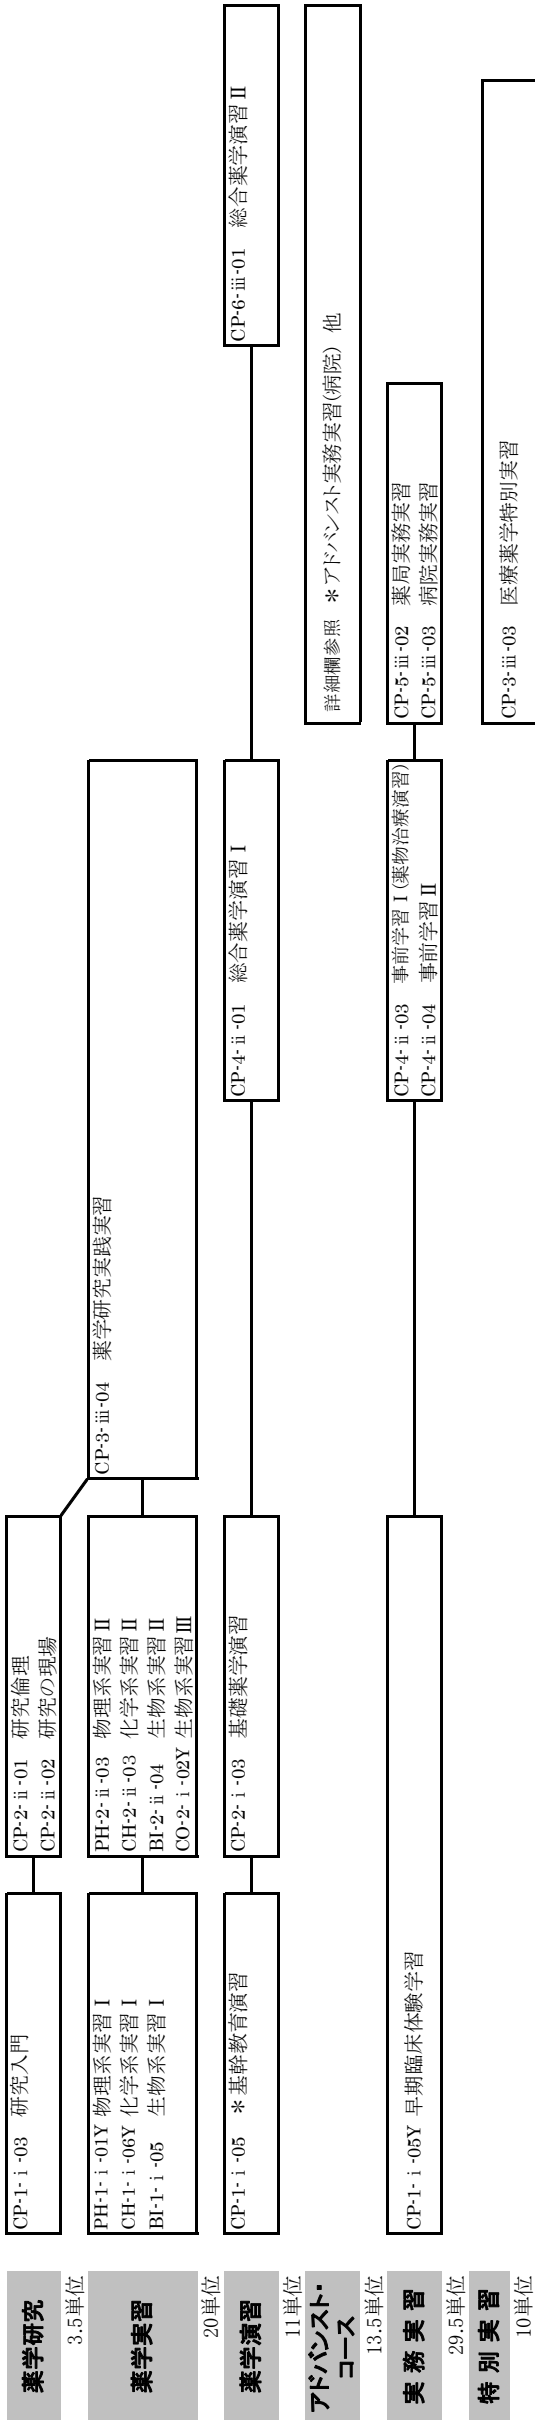 薬学研究
3.5単位
CP-1-ⅰ-03 研究入門
CP-2-ⅱ-01 研究倫理
CP-2-ⅱ-02 研究の現場
薬学実習
20単位
PH-1-ⅰ-01Y 物理系実習Ⅰ
CH-1-ⅰ-06Y 化学系実習Ⅰ
BI-1-ⅰ-05 生物系実習Ⅰ
PH-2-ⅱ-03 物理系実習Ⅱ
CH-2-ⅱ-03 化学系実習Ⅱ
BI-2-ⅱ-04 生物系実習Ⅱ
CO-2-ⅰ-02Y 生物系実習Ⅲ
CP-3-ⅲ-04 薬学研究実践実習
薬学演習
11単位
CP-1-ⅰ-05 *基幹教育演習
CP-2-ⅰ-03 基礎薬学演習
CP-4-ⅱ-01 総合薬学演習Ⅰ
CP-6-ⅲ-01 総合薬学演習Ⅱ
アドバンスト・
コース
13.5単位
詳細欄参照 *アドバンスト実務実習(病院) 他
実務実習
29.5単位
CP-1-ⅰ-05Y 早期臨床体験学習
CP-4-ⅱ-03 事前学習Ⅰ(薬物治療演習)
CP-4-ⅱ-04 事前学習Ⅱ
CP-5-ⅲ-02 薬局実務実習
CP-5-ⅲ-03 病院実務実習
特別実習
10単位
CP-3-ⅲ-03 医療薬学特別実習